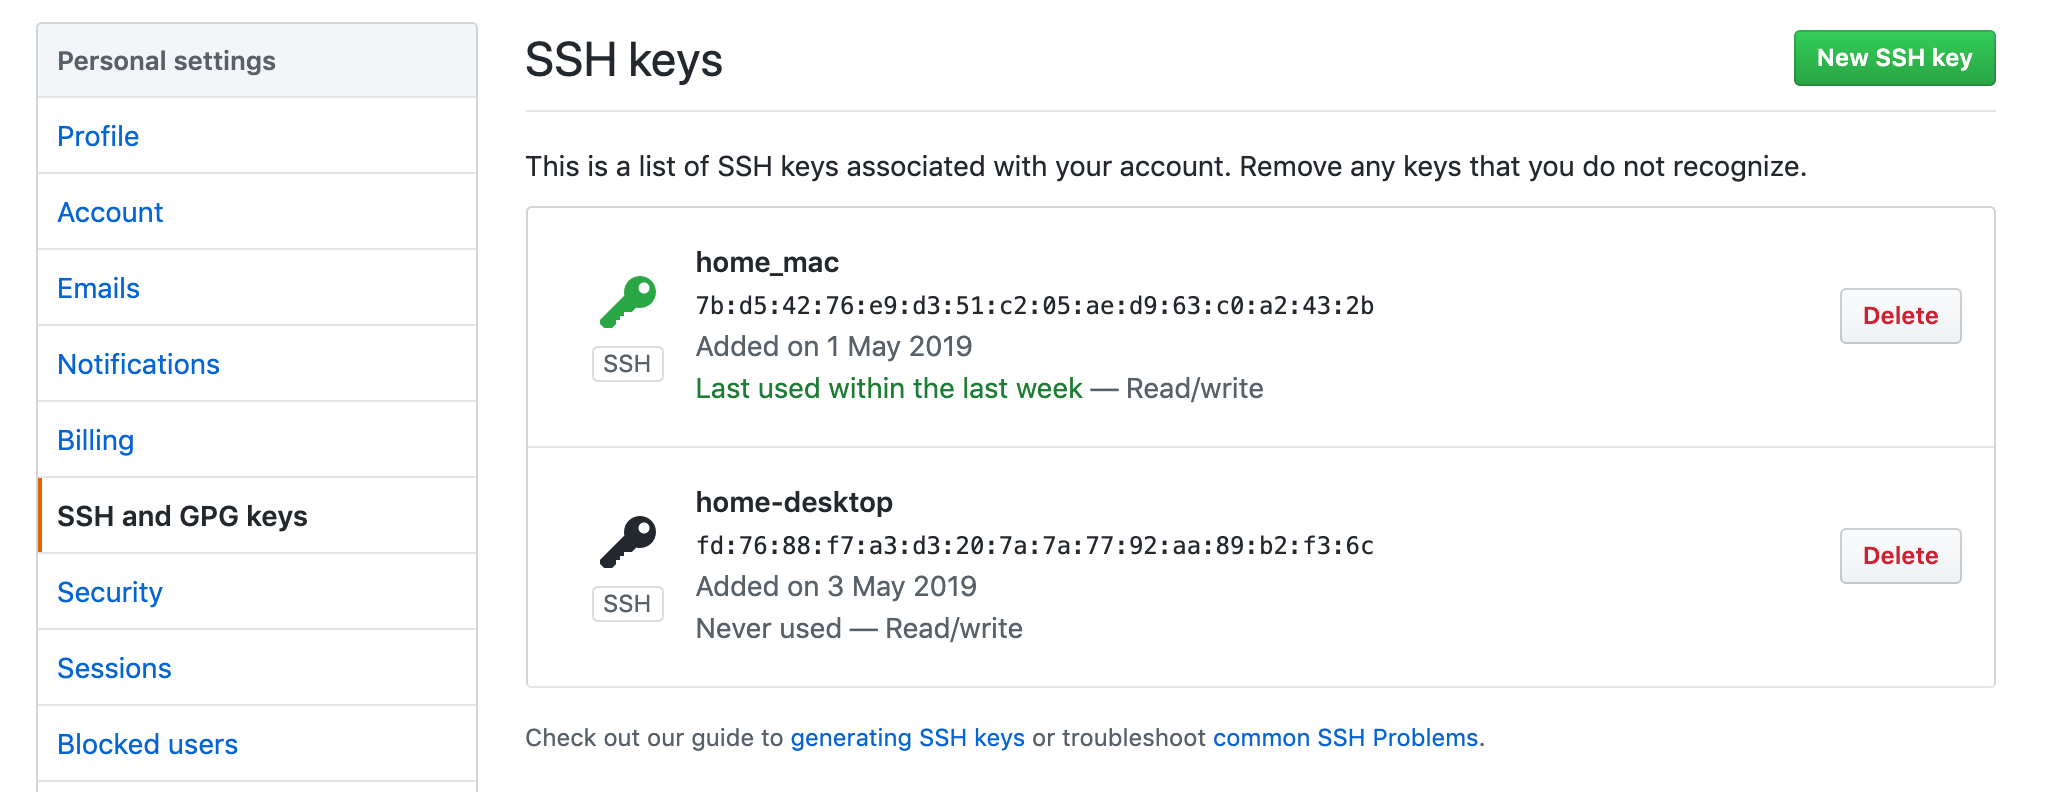 Personal settings
Profile
Account
Emails
Notifications
Billing
SSH and GPG keys
Security
Sessions
Blocked users
SSH keys
New SSH key
This is a list of SSH keys associated with your account. Remove any keys that you do not recognize.
home_mac
7b:d5:42:76:e9:d3:51:c2:05:ae:d9:63:c0:a2:43:2b
Added on 1 May 2019
Last used within the last week — Read/write
SSH
Delete
home-desktop
fd:76:88:f7:a3:d3:20:7a:7a:77:92:aa:89:b2:f3:6c
Added on 3 May 2019
Never used — Read/write
SSH
Delete
Check out our guide to generating SSH keys or troubleshoot common SSH Problems.